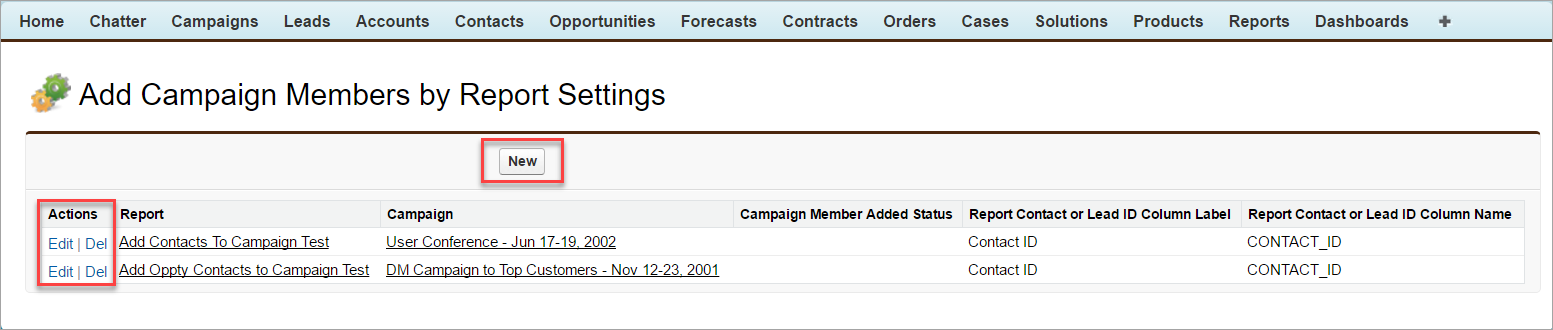 Home Chatter Campaigns Leads Accounts Contacts Opportunities Forecasts Contracts Orders Cases Solutions Products Reports Dashboards +
Add Campaign Members by Report Settings
New
Actions Report Campaign Campaign Member Added Status Report Contact or Lead ID Column Label Report Contact or Lead ID Column Name
Edit | Del Add Contacts To Campaign Test User Conference - Jun 17-19, 2002 Contact ID CONTACT_ID
Edit | Del Add Oppty Contacts to Campaign Test DM Campaign to Top Customers - Nov 12-23, 2001 Contact ID CONTACT_ID